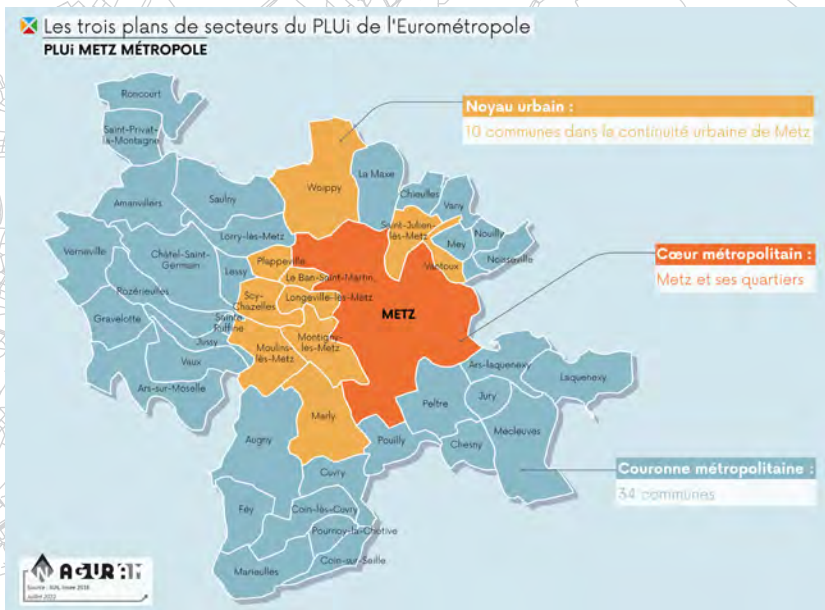 Les trois plans de secteurs du PLUi de l'Eurométropole
PLUi METZ MÉTROPOLE
Roncourt
Saint-Privat-
la-Montagne
Amanvillers
Saulny
Woippy
La Maxe
Chieulles
Vany
Noyau urbain :
10 communes dans la continuité urbaine de Metz
Saint-Julien-
lès-Metz
Mey
Nouilly
Noisseville
Vantoux
Lorry-lès-Metz
Plappeville
Verneville
Châtel-Saint-
Germain
Lessy
Le Ban-Saint-Martin
Cœur métropolitain :
Metz et ses quartiers
Rozérieulles
Scy-
Chazelles
Longeville-lès-Metz
METZ
Gravelotte
Sainte
Ruffine
Jussy
Moulins-
lès-Metz
Montigny-
lès-Metz
Vaux
Ars-sur-Moselle
Ars-laquenexy
Laquenexy
Marly
Peltre
Jury
Mécleuves
Augny
Pouilly
Chesny
Cuvry
Couronne métropolitaine :
34 communes
Féy
Coin-lès-Cuvry
Pournoy-la-Chétive
Coin-sur-Seille
Marieulles
AGURAM
Juillet 2022